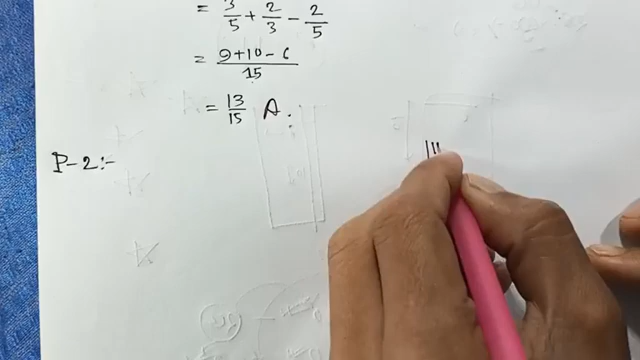 = 3/5 + 2/3 - 2/5
= 9+10-6/15
= 13/15 A.
P-2:-